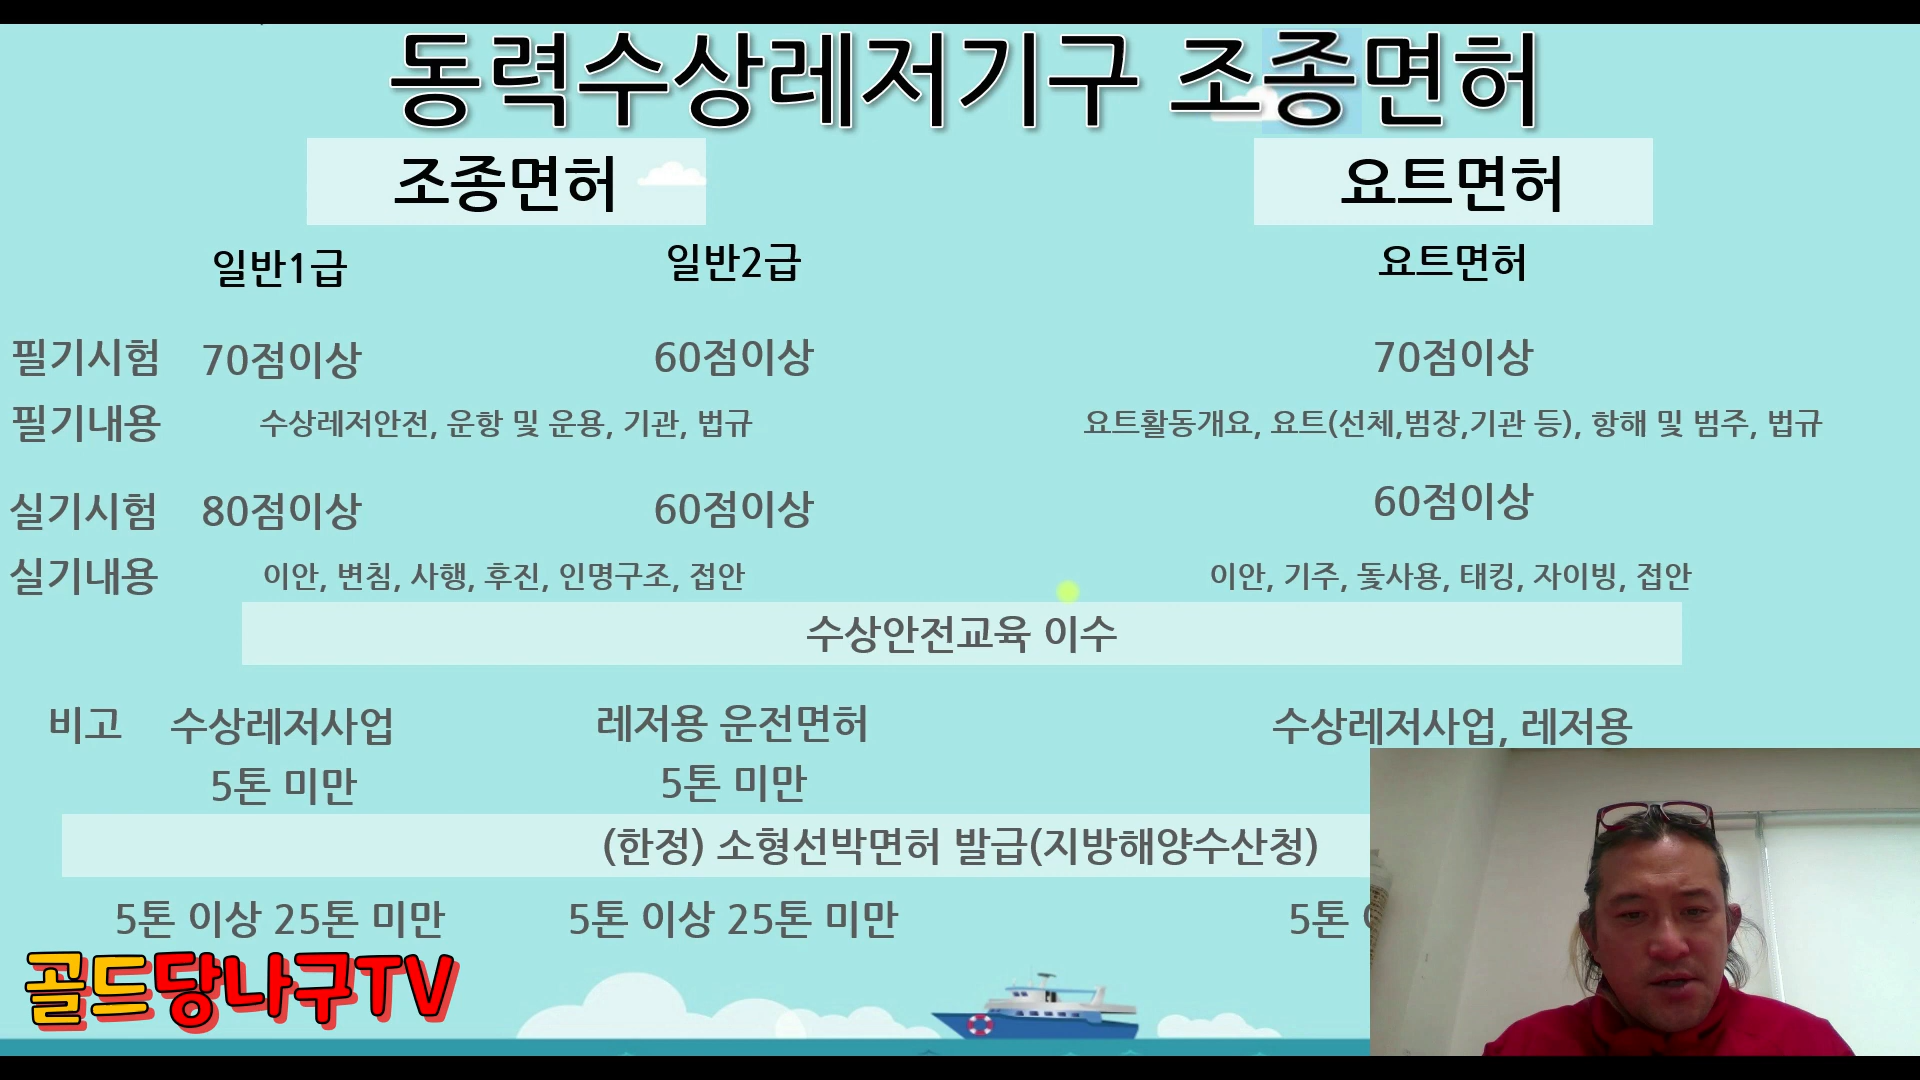 동력수상레저기구 조종면허
조종면허 요트면허
일반1급 일반2급 요트면허
필기시험 70점이상 60점이상 70점이상
필기내용 수상레저안전, 운항 및 운용, 기관, 법규 요트활동개요, 요트(선체,범장,기관 등), 항해 및 범주, 법규
실기시험 80점이상 60점이상 60점이상
실기내용 이안, 변침, 사행, 후진, 인명구조, 접안 이안, 기주, 돛사용, 태킹, 자이빙, 접안
수상안전교육 이수
비고 수상레저사업 레저용 운전면허 수상레저사업, 레저용
5톤 미만 5톤 미만
(한정) 소형선박면허 발급(지방해양수산청)
5톤 이상 25톤 미만 5톤 이상 25톤 미만 5톤
골드당나구TV